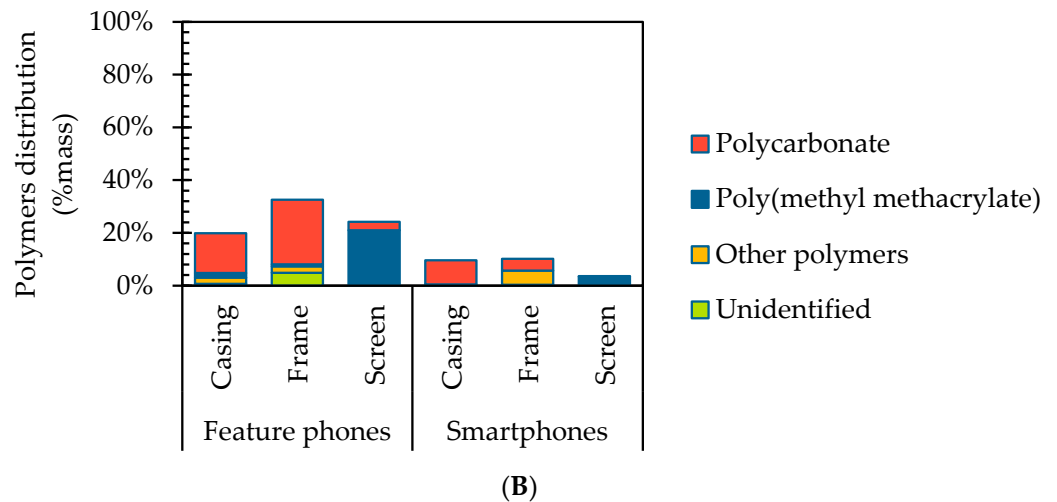 Polymers distribution
(%mass)
100%
80%
60%
40%
20%
0%
Casing
Frame
Screen
Casing
Frame
Screen
Feature phones
Smartphones
Polycarbonate
Poly(methyl methacrylate)
Other polymers
Unidentified
(B)